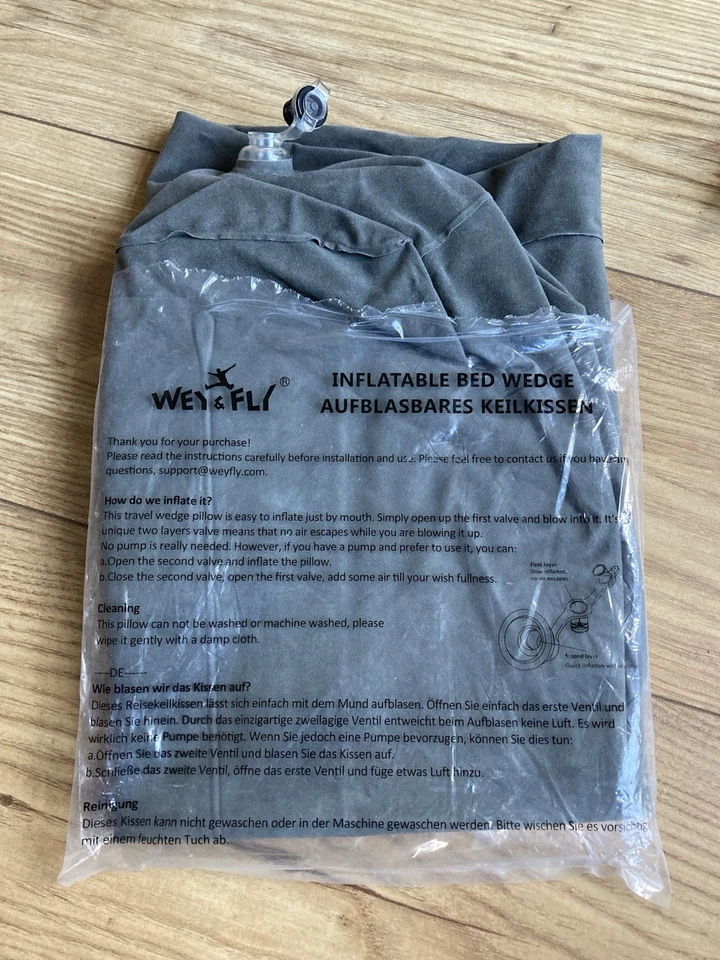 WEY & FLY®
INFLATABLE BED WEDGE
AUFBLASBARES KEILKISSEN
Thank you for your purchase!
Please read the instructions carefully before installation and use. Please feel free to contact us if you have any
questions, support@weyfly.com.
How do we inflate it?
This travel wedge pillow is easy to inflate just by mouth. Simply open up the first valve and blow into it. It's
unique two layers valve means that no air escapes while you are blowing it up.
No pump is really needed. However, if you have a pump and prefer to use it, you can:
a.Open the second valve and inflate the pillow.
b.Close the second valve, open the first valve, add some air till your wish fullness.
First layer
Slow inflation,
no air escapes
Second layer
Quick inflation
Cleaning
This pillow can not be washed or machine washed, please
wipe it gently with a damp cloth.
----DE------
Wie blasen wir das Kissen auf?
Dieses Reisekeilkissen lässt sich einfach mit dem Mund aufblasen. Öffnen Sie einfach das erste Ventil und
blasen Sie hinein. Durch das einzigartige zweilagige Ventil entweicht beim Aufblasen keine Luft. Es wird
wirklich keine Pumpe benötigt. Wenn Sie jedoch eine Pumpe bevorzugen, können Sie dies tun:
a.Öffnen Sie das zweite Ventil und blasen Sie das Kissen auf.
b.Schließe das zweite Ventil, öffne das erste Ventil und füge etwas Luft hinzu.
Reinigung
Dieses Kissen kann nicht gewaschen oder in der Maschine gewaschen werden. Bitte wischen Sie es vorsichtig
mit einem feuchten Tuch ab.